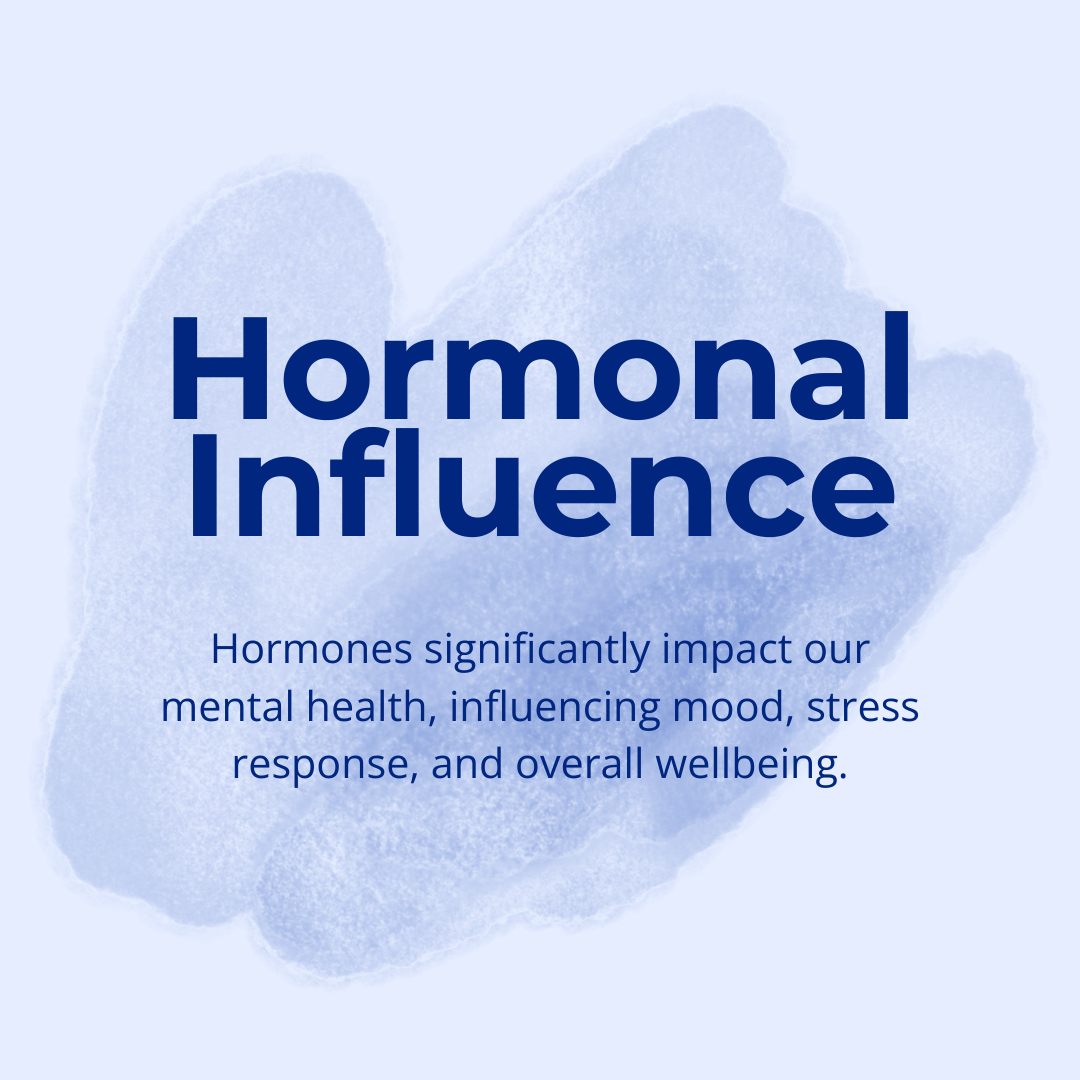 Hormonal
Influence
Hormones significantly impact our
mental health, influencing mood, stress
response, and overall wellbeing.